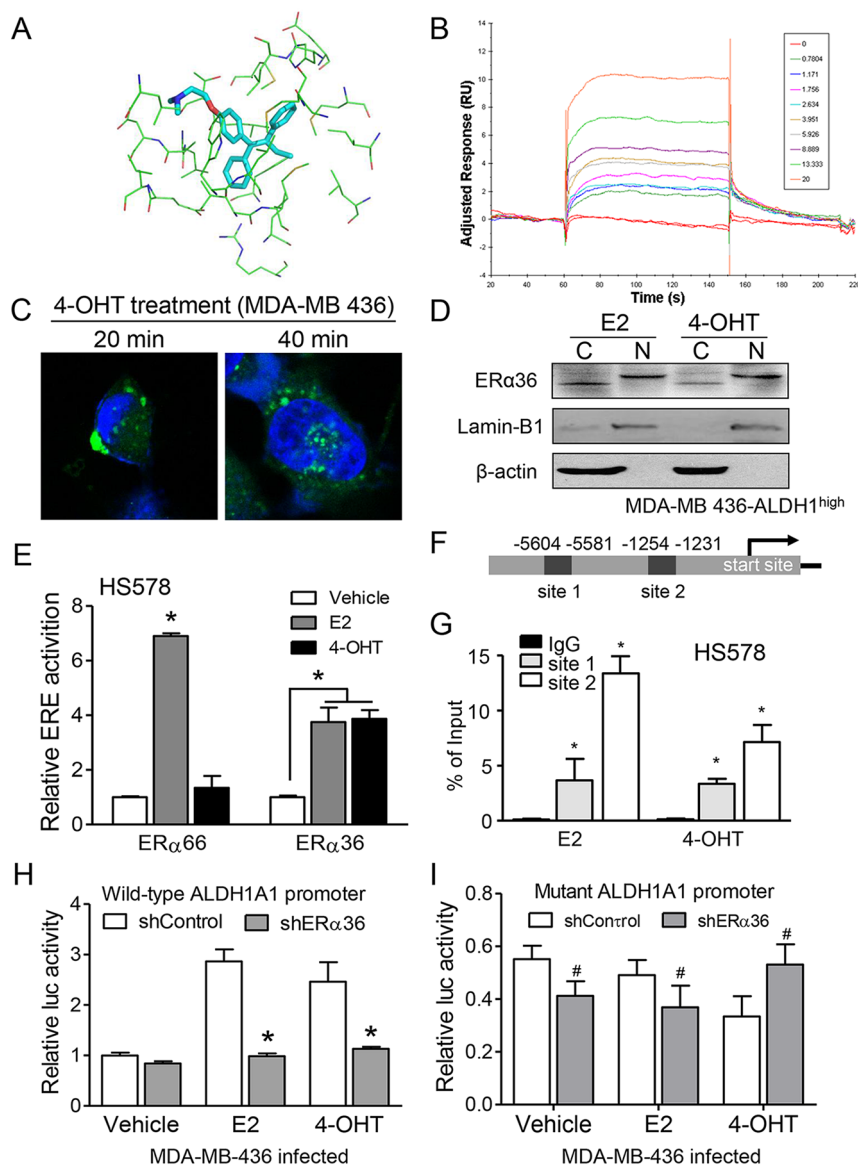 A
B
Adjusted Response (RU)
14
12
10
8
6
4
2
0
-2
-4
20
40
60
80
100
120
140
160
180
200
220
Time (s)
0
0.7804
1.171
1.756
2.634
3.951
5.926
8.889
13.333
20
C
4-OHT treatment (MDA-MB 436)
20 min 40 min
D
E2 4-OHT
C N C N
ERα36
Lamin-B1
β-actin
MDA-MB 436-ALDH1high
E
HS578
Relative ERE activition
8
6
4
2
0
Vehicle
E2
4-OHT
*
*
ERα66 ERα36
F
-5604 -5581 -1254 -1231
start site
site 1 site 2
G
HS578
% of Input
15
10
5
0
IgG
site 1
site 2
* * * *
E2 4-OHT
H
Wild-type ALDH1A1 promoter
shControl shERα36
Relative luc activity
4
3
2
1
0
* *
Vehicle E2 4-OHT
MDA-MB-436 infected
I
Mutant ALDH1A1 promoter
shConτrol shERα36
Relative luc activity
0.8
0.6
0.4
0.2
0.0
# # #
Vehicle E2 4-OHT
MDA-MB-436 infected